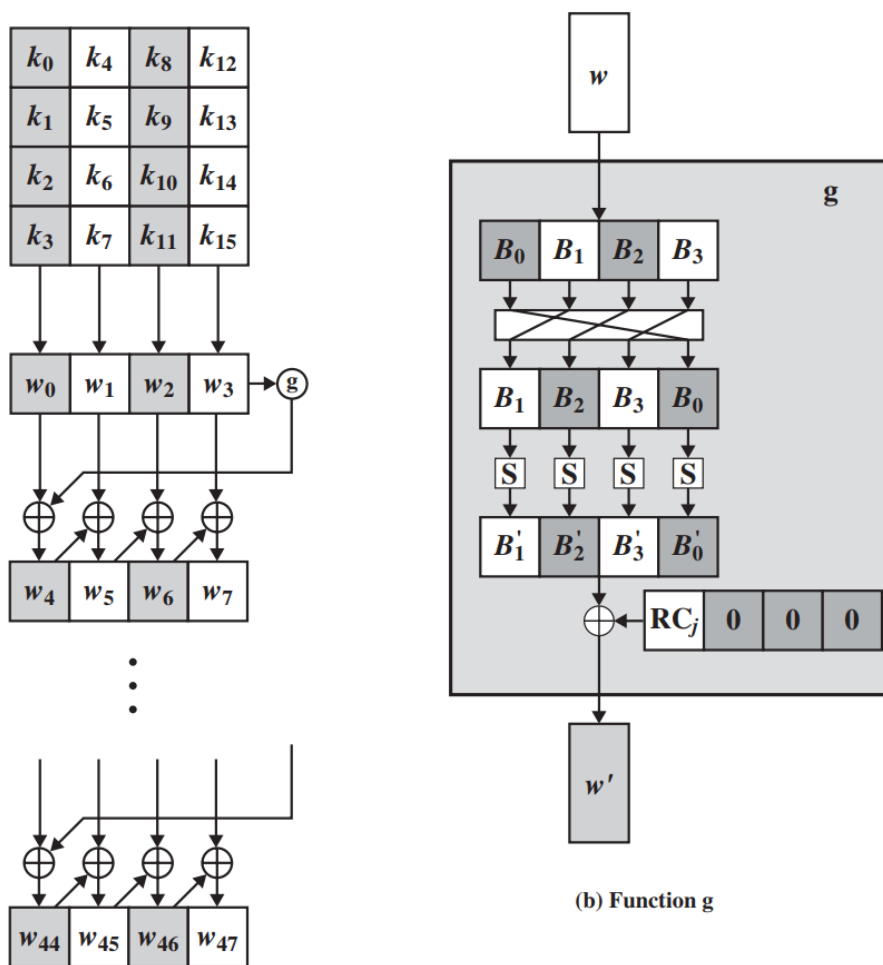 k0 k4 k8 k12
k1 k5 k9 k13
k2 k6 k10 k14
k3 k7 k11 k15
w0 w1 w2 w3 g
w4 w5 w6 w7
w44 w45 w46 w47
w
g
B0 B1 B2 B3
B1 B2 B3 B0
S S S S
B'1 B'2 B'3 B'0
RCj 0 0 0
w'
(b) Function g